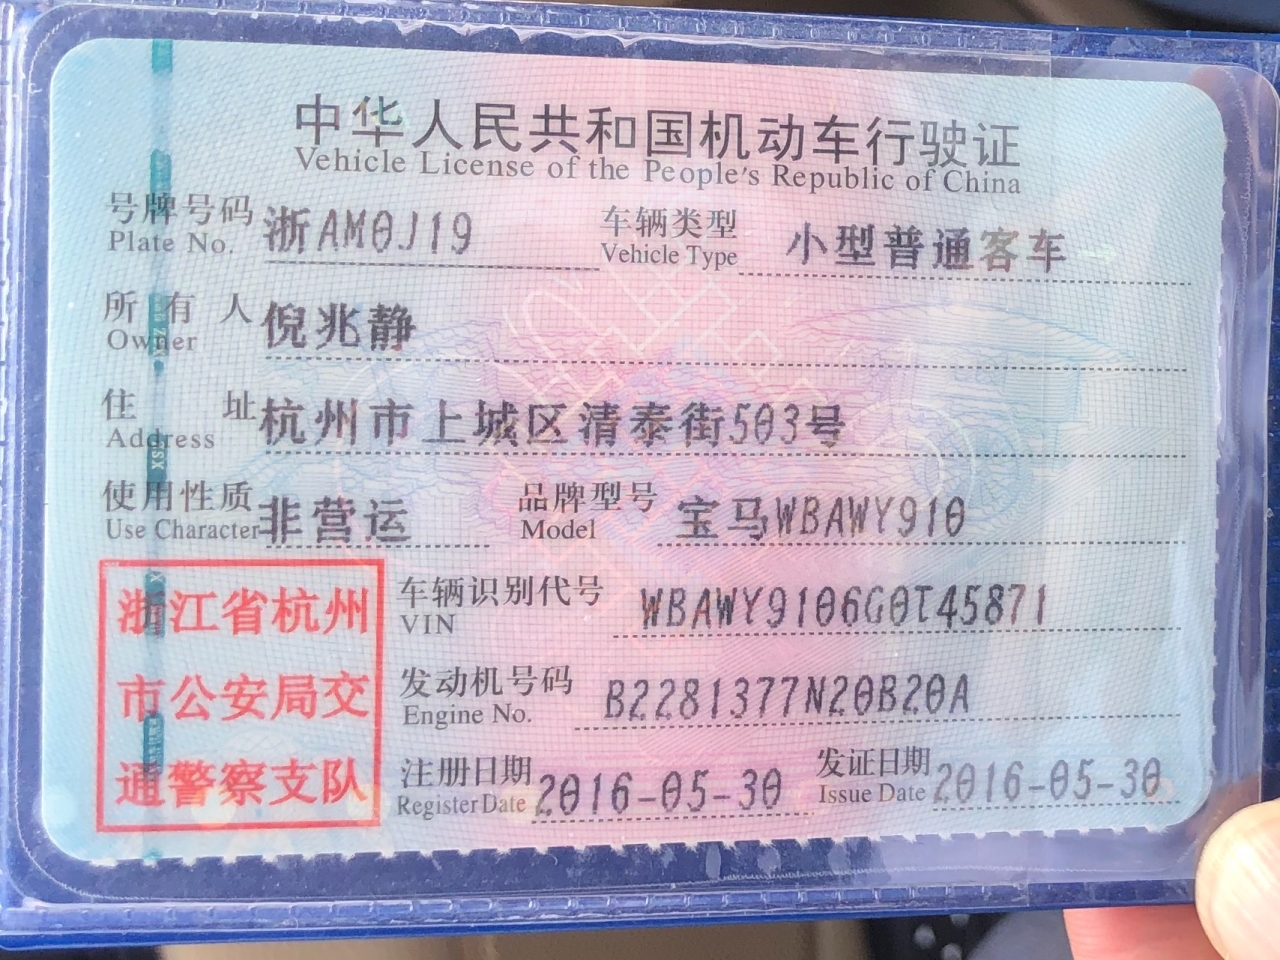 中华人民共和国机动车行驶证
Vehicle License of the People's Republic of China
号牌号码 浙AM0J19 车辆类型 小型普通客车
Plate No. Vehicle Type
所有人 倪兆静
Owner
住址 杭州市上城区清泰街503号
Address
使用性质 非营运 品牌型号 宝马WBAWY910
Use Character Model
浙江省杭州
市公安局交
通警察支队
车辆识别代号 WBAWY9106G0T45871
VIN
发动机号码 B2281377N20B20A
Engine No.
注册日期 2016-05-30 发证日期 2016-05-30
Register Date Issue Date